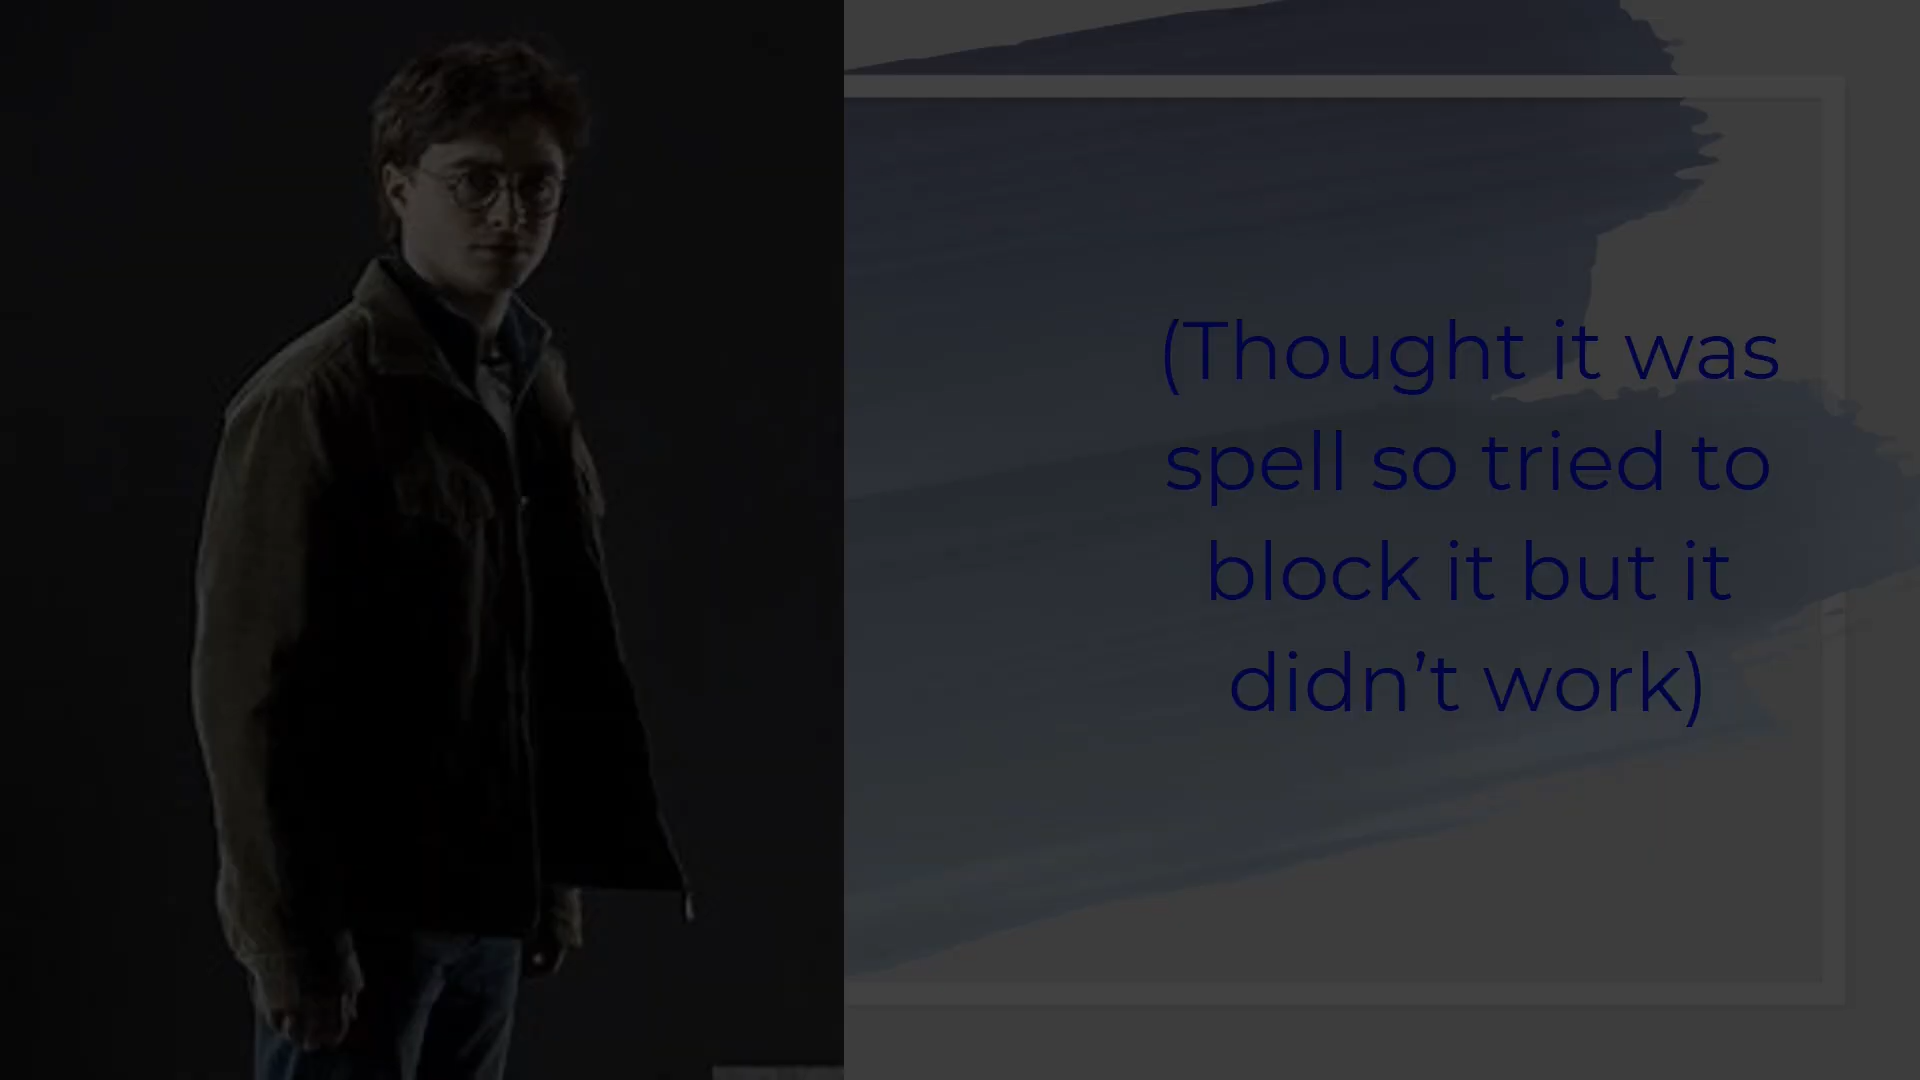 (Thought it was
spell so tried to
block it but it
didn’t work)